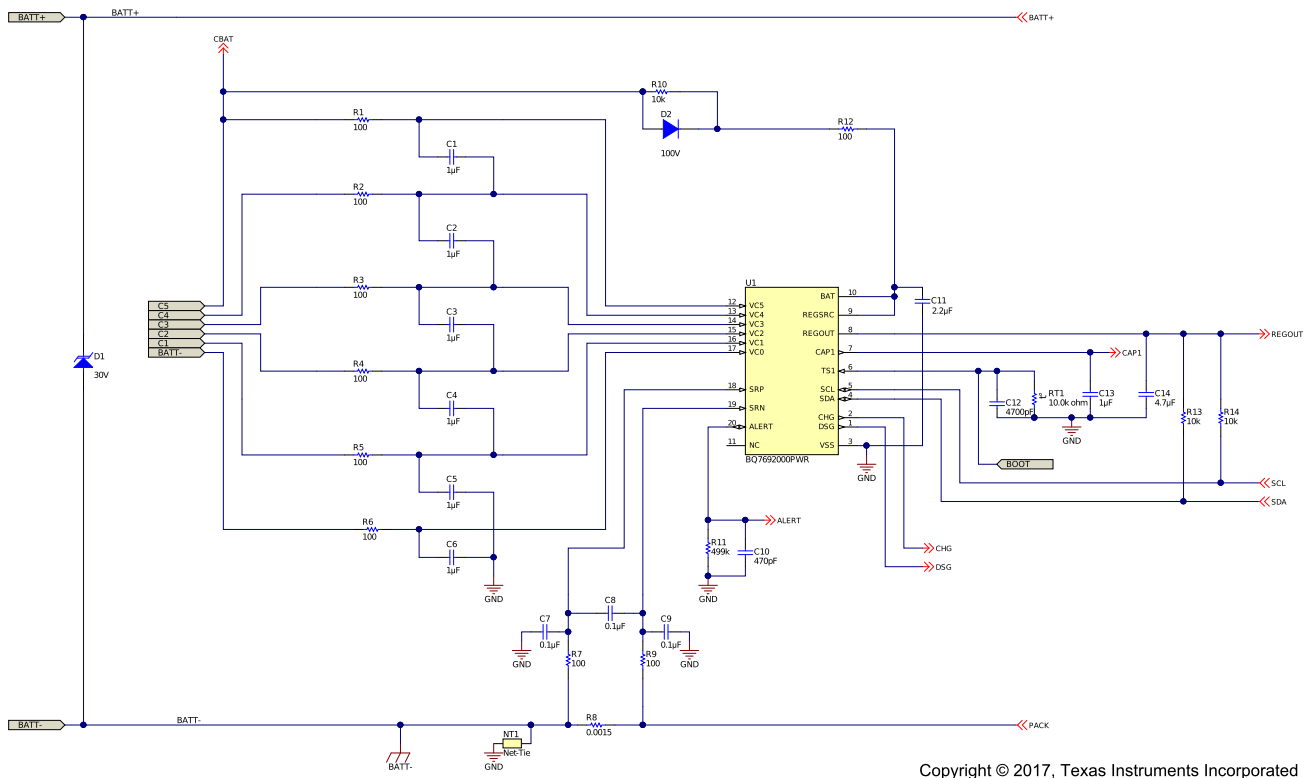 BATT+
BATT+
BATT+
CBAT
R10
10k
R1
100
D2
100V
R12
100
C1
1µF
R2
100
C2
1µF
R3
100
C3
1µF
R4
100
C4
1µF
R5
100
C5
1µF
R6
100
C6
1µF
GND
C5
C4
C3
C2
C1
BATT-
D1
30V
U1
12 VC5
13 VC4
14 VC3
15 VC2
16 VC1
17 VC0
18 SRP
19 SRN
20 ALERT
11 NC
BAT 10
REGSRC 9
REGOUT 8
CAP1 7
TS1 6
SCL 5
SDA 4
CHG 2
DSG 1
VSS 3
BQ7692000PWR
GND
C11
2.2µF
REGOUT
CAP1
C12
4700pF
RT1
10.0k ohm
t°
C13
1µF
C14
4.7µF
R13
10k
R14
10k
GND
BOOT
SCL
SDA
ALERT
R11
499k
C10
470pF
GND
CHG
DSG
C7
0.1µF
GND
C8
0.1µF
C9
0.1µF
GND
R7
100
R9
100
BATT-
BATT-
R8
0.0015
PACK
BATT-
NT1
Net-Tie
GND
Copyright © 2017, Texas Instruments Incorporated